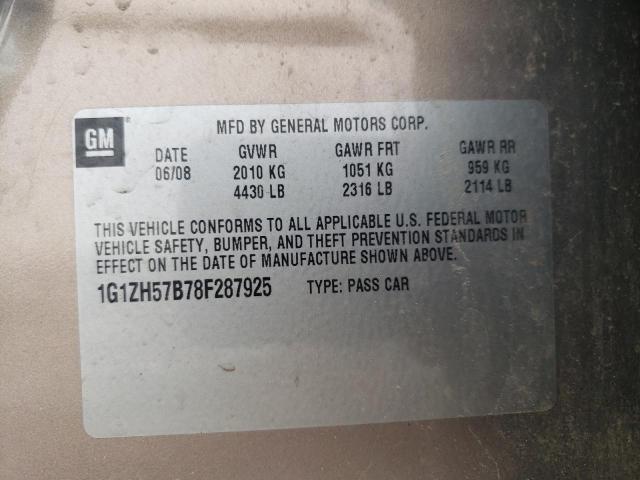 GM
MFD BY GENERAL MOTORS CORP.
DATE GVWR GAWR FRT GAWR RR
06/08 2010 KG 1051 KG 959 KG
4430 LB 2316 LB 2114 LB
THIS VEHICLE CONFORMS TO ALL APPLICABLE U.S. FEDERAL MOTOR
VEHICLE SAFETY, BUMPER, AND THEFT PREVENTION STANDARDS IN
EFFECT ON THE DATE OF MANUFACTURE SHOWN ABOVE.
1G1ZH57B78F287925 TYPE: PASS CAR